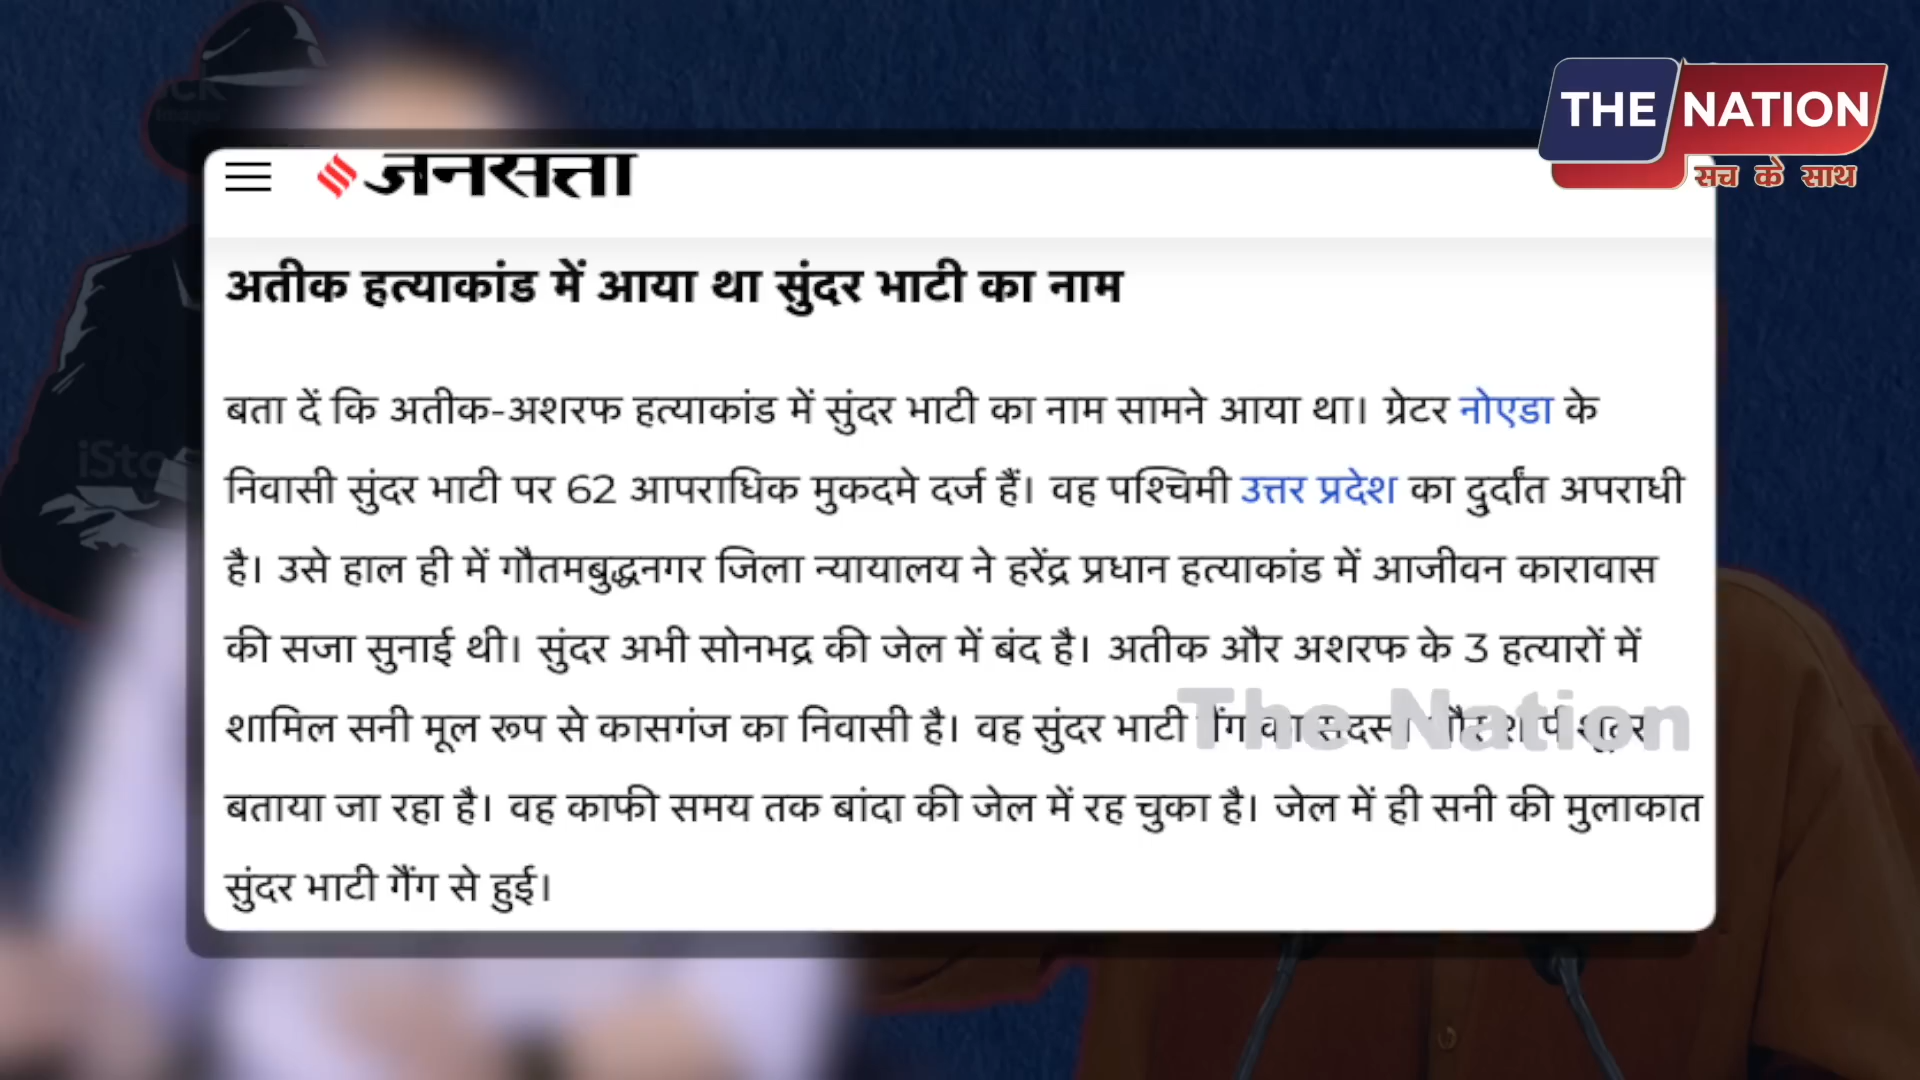 THE NATION
सच के साथ
जनसत्ता
अतीक हत्याकांड में आया था सुंदर भाटी का नाम
बता दें कि अतीक-अशरफ हत्याकांड में सुंदर भाटी का नाम सामने आया था। ग्रेटर नोएडा के
निवासी सुंदर भाटी पर 62 आपराधिक मुकदमे दर्ज हैं। वह पश्चिमी उत्तर प्रदेश का दुर्दांत अपराधी
है। उसे हाल ही में गौतमबुद्धनगर जिला न्यायालय ने हरेंद्र प्रधान हत्याकांड में आजीवन कारावास
की सजा सुनाई थी। सुंदर अभी सोनभद्र की जेल में बंद है। अतीक और अशरफ के 3 हत्यारों में
शामिल सनी मूल रूप से कासगंज का निवासी है। वह सुंदर भाटी
The Nation
बताया जा रहा है। वह काफी समय तक बांदा की जेल में रह चुका है। जेल में ही सनी की मुलाकात
सुंदर भाटी गैंग से हुई।